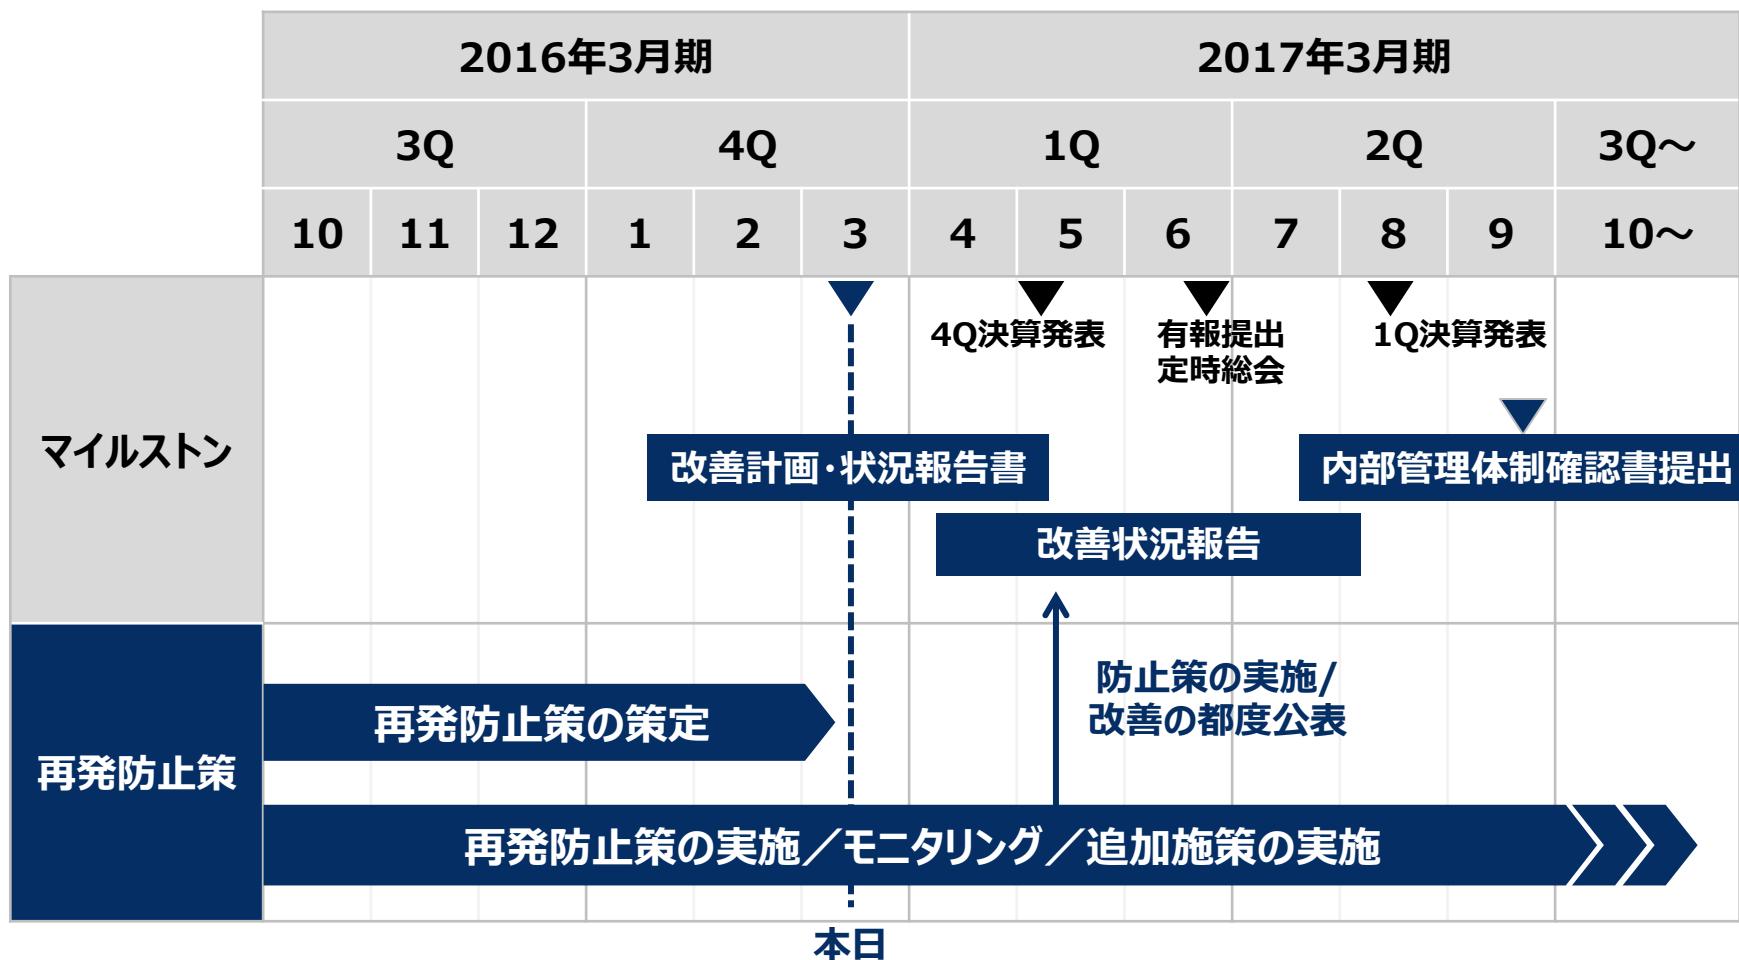 2016年3月期
2017年3月期
3Q
4Q
1Q
2Q
3Q～
10
11
12
1
2
3
4
5
6
7
8
9
10～
マイルストン
4Q決算発表
有報提出
定時総会
1Q決算発表
改善計画・状況報告書
内部管理体制確認書提出
改善状況報告
再発防止策
再発防止策の策定
防止策の実施/
改善の都度公表
再発防止策の実施／モニタリング／追加施策の実施
本日